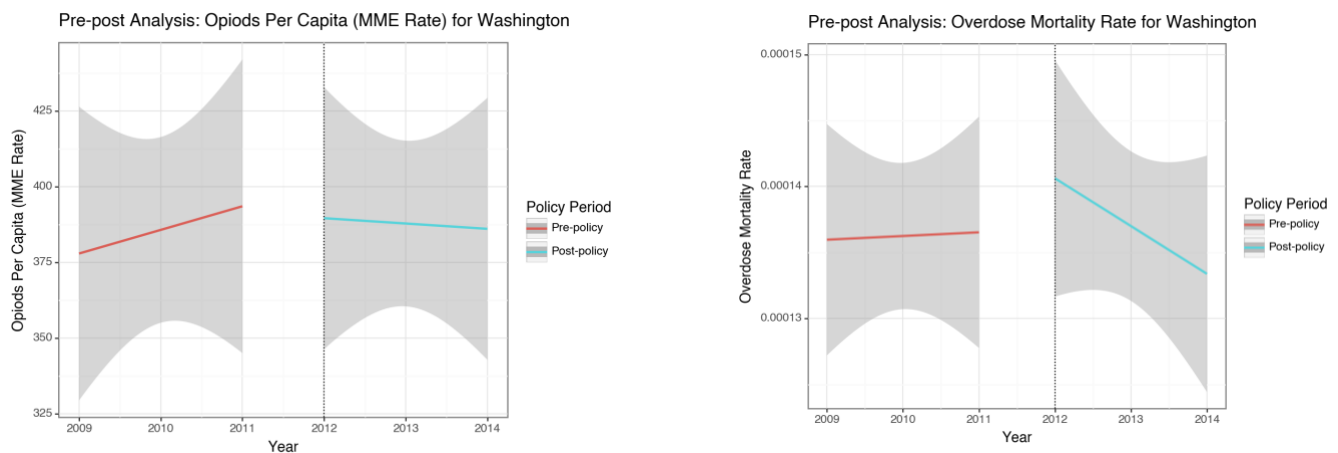 Pre-post Analysis: Opiods Per Capita (MME Rate) for Washington
Opiods Per Capita (MME Rate)
425
400
375
350
325
2009 2010 2011 2012 2013 2014
Year
Policy Period
Pre-policy
Post-policy
Pre-post Analysis: Overdose Mortality Rate for Washington
Overdose Mortality Rate
0.00015
0.00014
0.00013
2009 2010 2011 2012 2013 2014
Year
Policy Period
Pre-policy
Post-policy